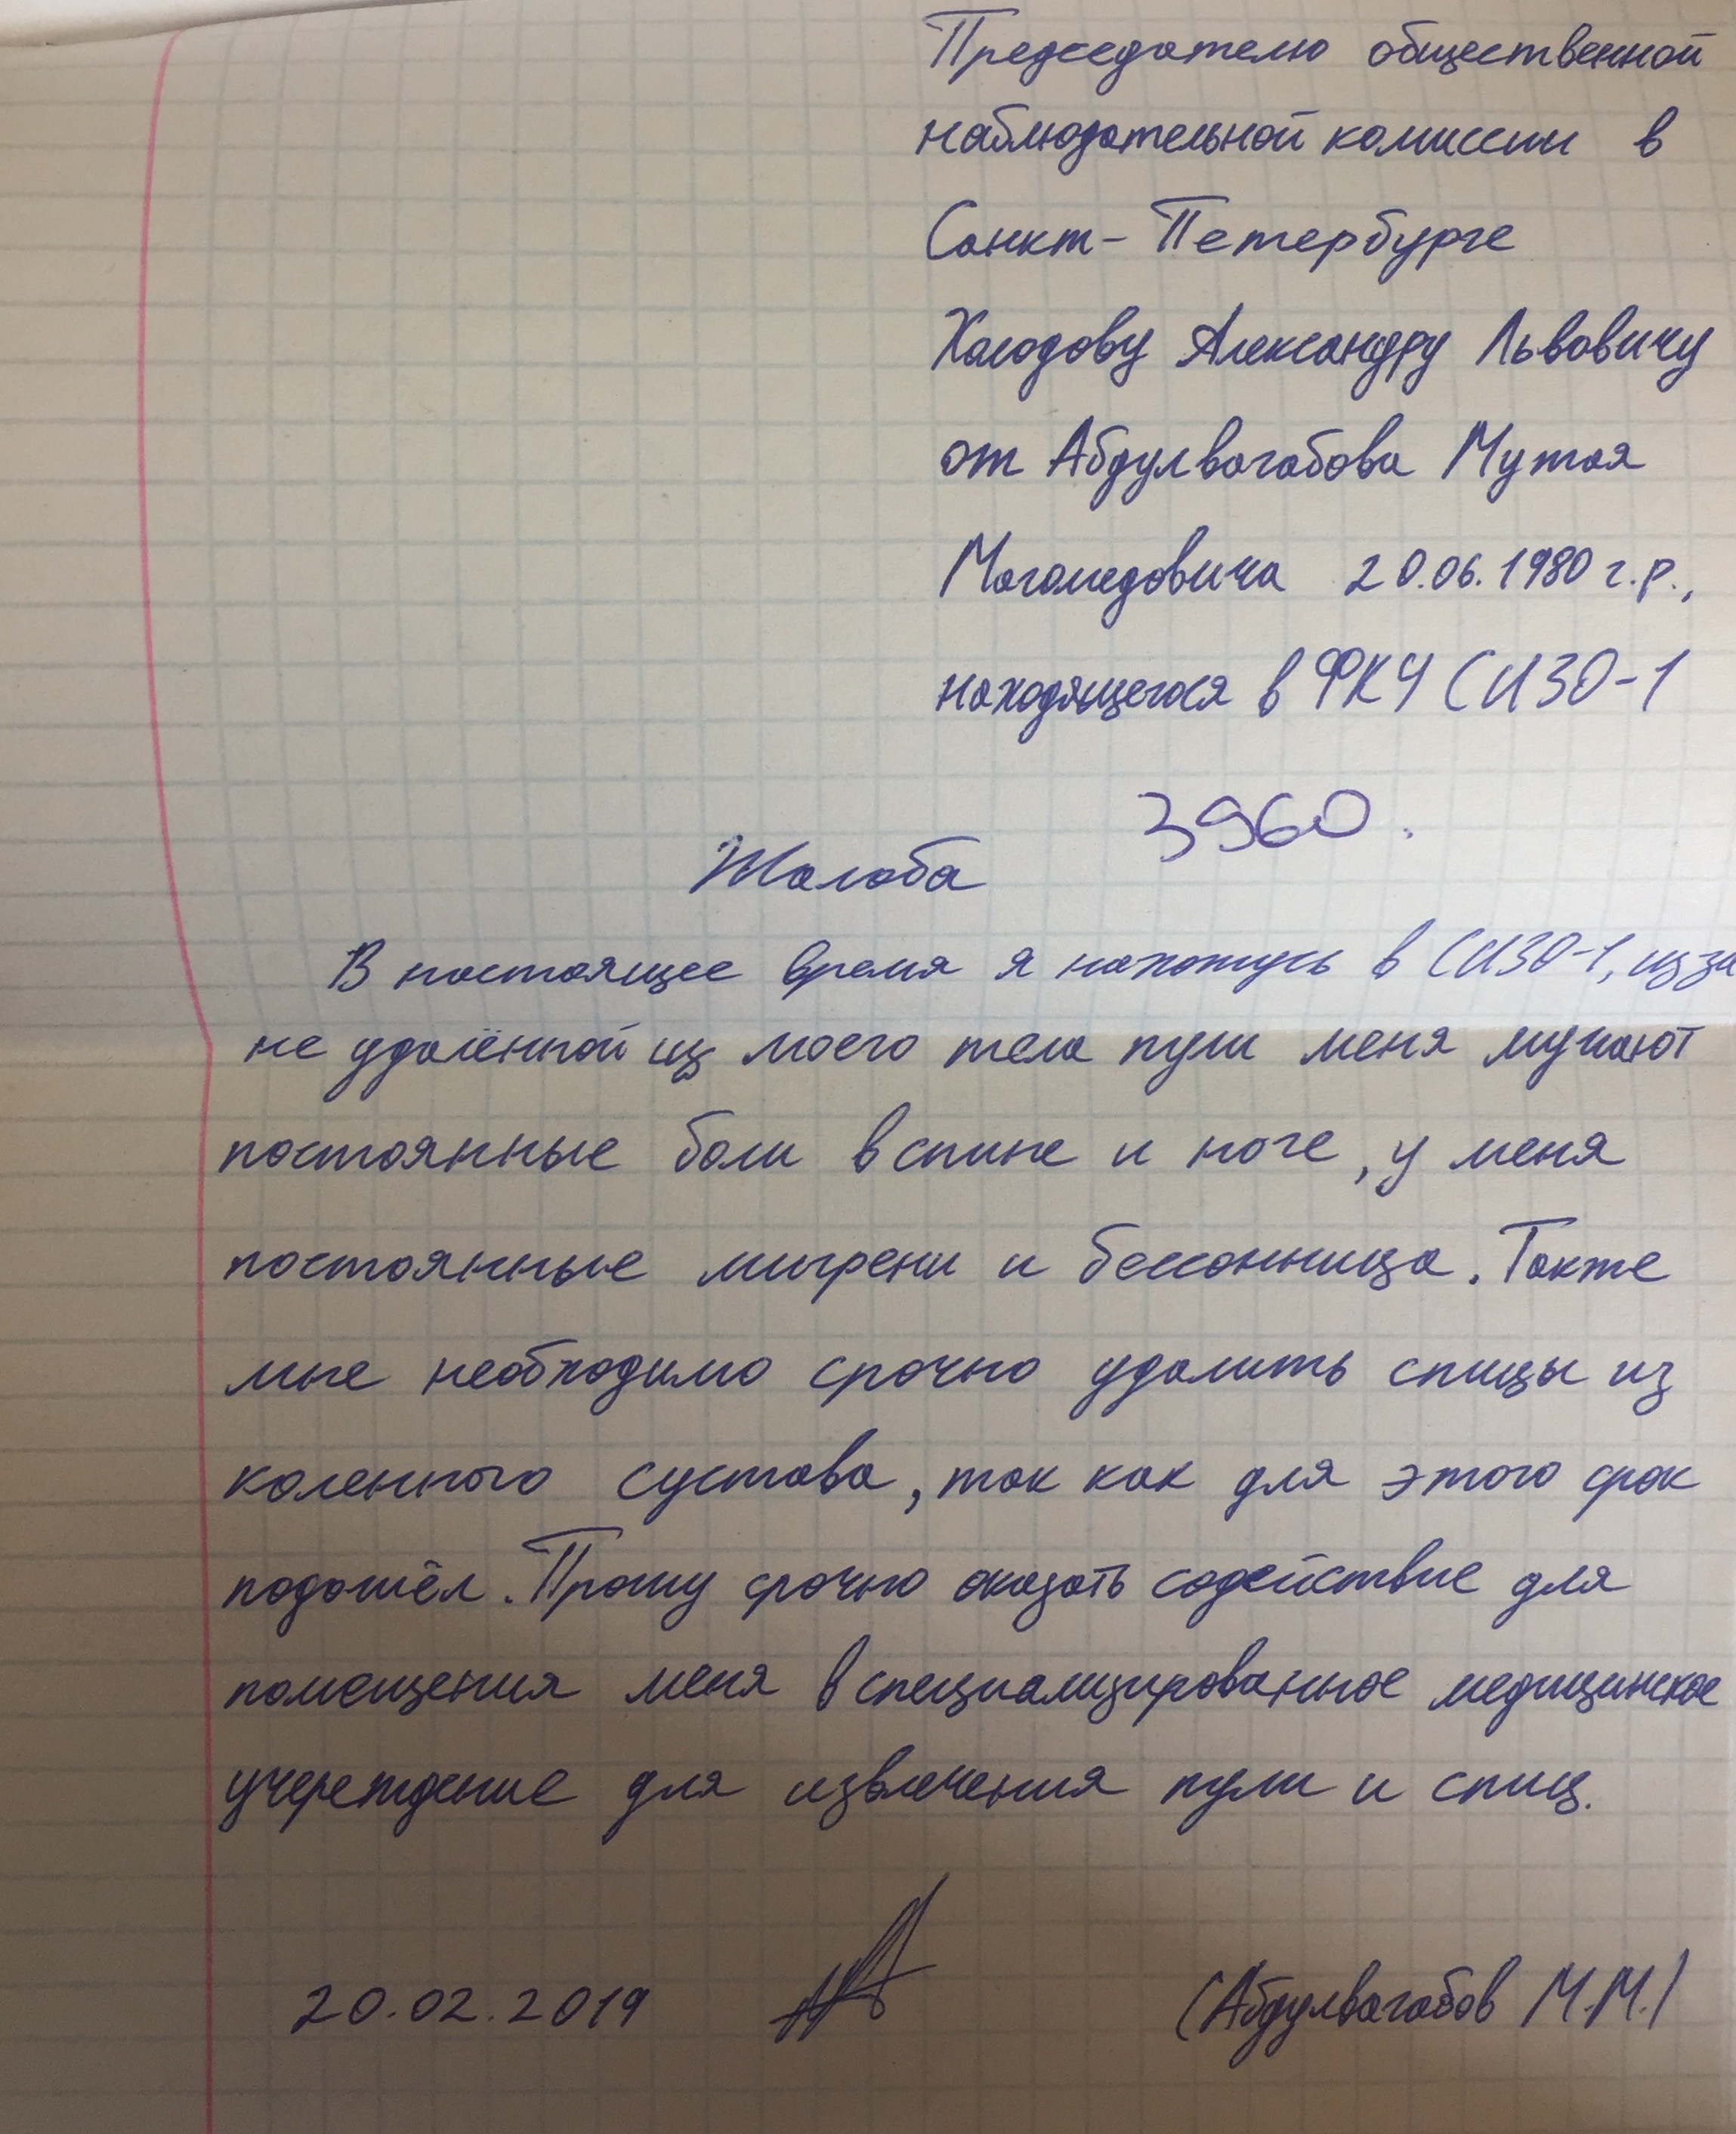 Председателю общественной
наблюдательной комиссии в
Санкт-Петербурге
Холодову Александру Львовичу
от Абдулвагабова Мутая
Магомедовича 20.06.1980 г.р.,
находящегося в ФКУ СИЗО-1
3960.
Жалоба
В настоящее время я нахожусь в СИЗО-1, из за
не удалённой из моего тела пули меня мучают
постоянные боли в спине и ноге, у меня
постоянные мигрени и бессонница. Также
мне необходимо срочно удалить спицы из
коленного сустава, так как для этого срок
подошёл. Прошу срочно оказать содействие для
помещения меня в специализированное медицинское
учереждение для извлечения пули и спиц.
20.02.2019 (Абдулвагабов М.М.)